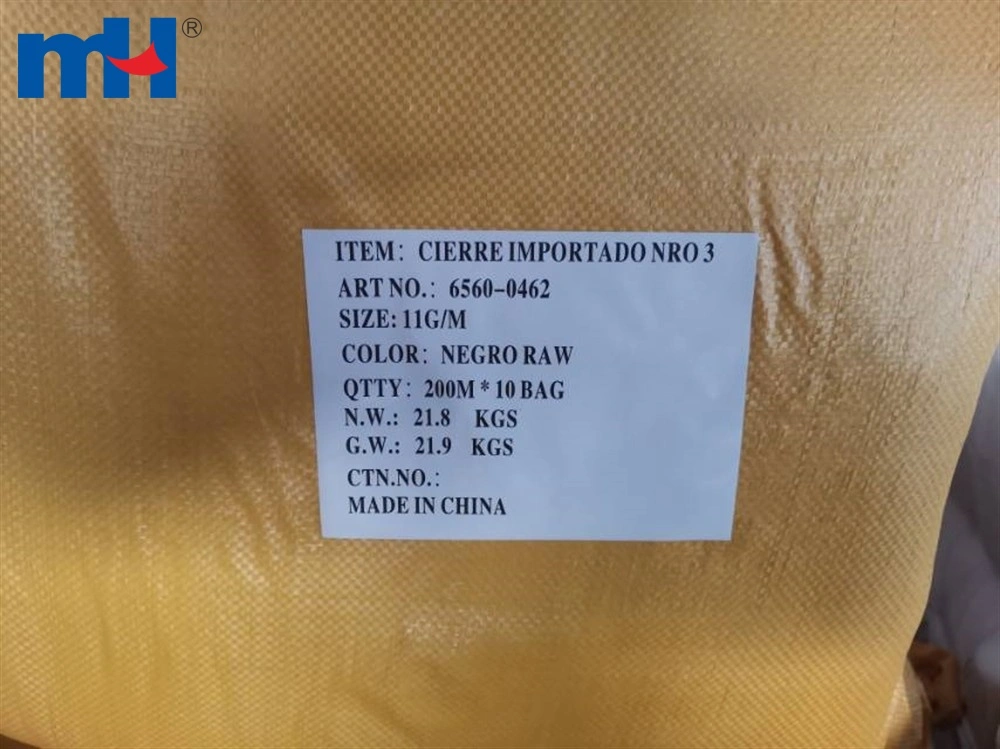 mH®
ITEM: CIERRE IMPORTADO NRO 3
ART NO.: 6560-0462
SIZE: 11G/M
COLOR: NEGRO RAW
QTTY: 200M * 10 BAG
N.W.: 21.8 KGS
G.W.: 21.9 KGS
CTN.NO.:
MADE IN CHINA